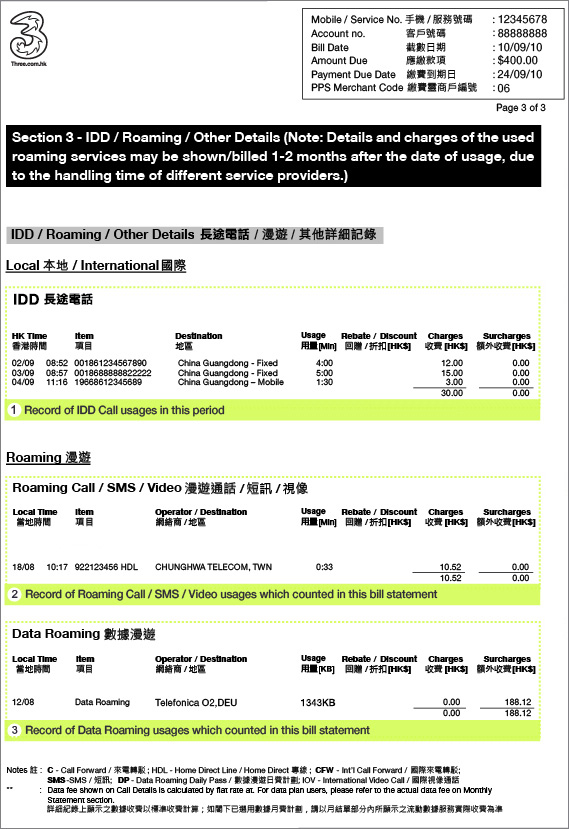 3
Three.com.hk
Mobile / Service No. 手機 / 服務號碼 : 12345678
Account no. 客戶號碼 : 88888888
Bill Date 截數日期 : 10/09/10
Amount Due 應繳款項 : $400.00
Payment Due Date 繳費到期日 : 24/09/10
PPS Merchant Code 繳費靈商戶編號 : 06
Page 3 of 3
Section 3 - IDD / Roaming / Other Details (Note: Details and charges of the used
roaming services may be shown/billed 1-2 months after the date of usage, due
to the handling time of different service providers.)
IDD / Roaming / Other Details 長途電話 / 漫遊 / 其他詳細記錄
Local 本地 / International 國際
IDD 長途電話
HK Time Item Destination Usage Rebate / Discount Charges Surcharges
香港時間 項目 地區 用量[Min] 回贈 / 折扣 [HK$] 收費 [HK$] 額外收費 [HK$]
02/09 08:52 001861234567890 China Guangdong - Fixed 4:00 12.00 0.00
03/09 08:57 0018688888822222 China Guangdong - Fixed 5:00 15.00 0.00
04/09 11:16 19668612345689 China Guangdong – Mobile 1:30 3.00 0.00
30.00 0.00
1 Record of IDD Call usages in this period
Roaming 漫遊
Roaming Call / SMS / Video 漫遊通話 / 短訊 / 視像
Local Time Item Operator / Destination Usage Rebate / Discount Charges Surcharges
當地時間 項目 網絡商 / 地區 用量[Min] 回贈 / 折扣 [HK$] 收費 [HK$] 額外收費 [HK$]
18/08 10:17 922123456 HDL CHUNGHWA TELECOM, TWN 0:33 10.52 0.00
10.52 0.00
2 Record of Roaming Call / SMS / Video usages which counted in this bill statement
Data Roaming 數據漫遊
Local Time Item Operator / Destination Usage Rebate / Discount Charges Surcharges
當地時間 項目 網絡商 / 地區 用量[KB] 回贈 / 折扣 [HK$] 收費 [HK$] 額外收費 [HK$]
12/08 Data Roaming Telefonica O2,DEU 1343KB 0.00 188.12
0.00 188.12
3 Record of Data Roaming usages which counted in this bill statement
Notes 註 : C - Call Forward / 來電轉駁 ; HDL - Home Direct Line / Home Direct 專線 ; CFW - Int'l Call Forward / 國際來電轉駁;
SMS -SMS / 短訊; DP - Data Roaming Daily Pass / 數據漫遊日費計劃; IOV - International Video Call / 國際視像通話
** : Data fee shown on Call Details is calculated by flat rate at. For data plan users, please refer to the actual data fee on Monthly
Statement section.
詳細紀錄上顯示之數據收費以標準收費計算；如閣下已選用數據月費計劃，請以月結單部分內所顯示之流動數據服務實際收費為準